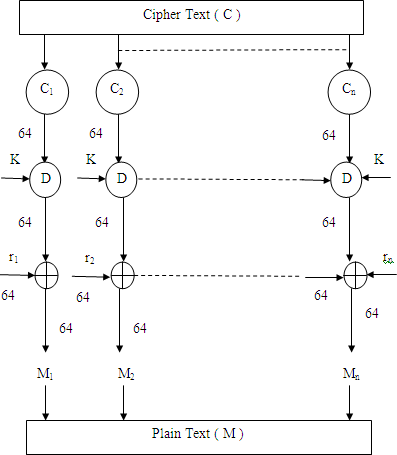 Cipher Text ( C )
C1 C2 Cn
64 64 64
K K K
D D D
64 64 64
r1 r2 rn
64 64 64
64 64 64
M1 M2 Mn
Plain Text ( M )